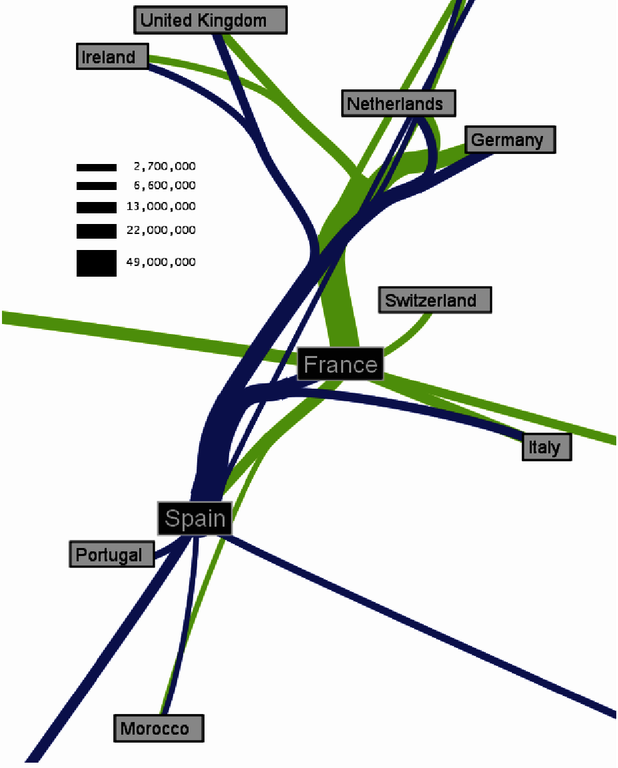 United Kingdom
Ireland
Netherlands
Germany
2,700,000
6,600,000
13,000,000
22,000,000
49,000,000
Switzerland
France
Italy
Spain
Portugal
Morocco